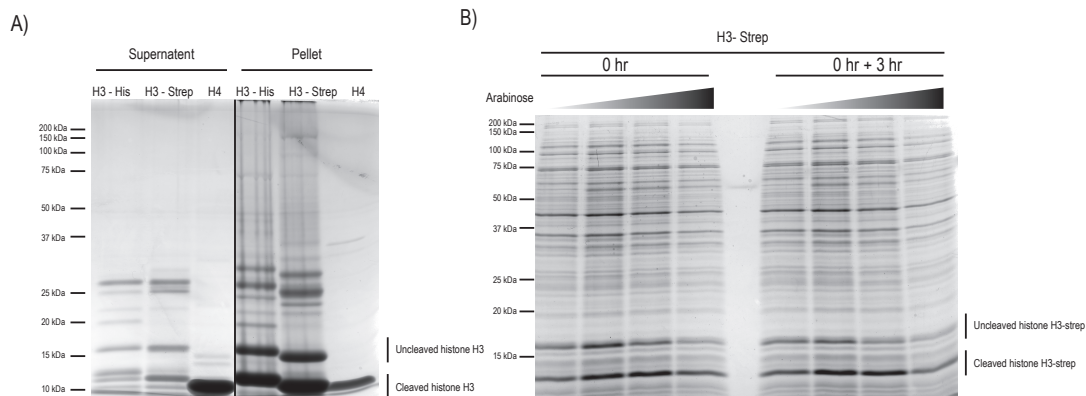 A)
Supernatent Pellet
H3 - His H3 - Strep H4 H3 - His H3 - Strep H4
200 kDa
150 kDa
100 kDa
75 kDa
50 kDa
37 kDa
25 kDa
20 kDa
15 kDa
10 kDa
Uncleaved histone H3
Cleaved histone H3
B)
H3- Strep
0 hr 0 hr + 3 hr
Arabinose
200 kDa
150 kDa
100 kDa
75 kDa
50 kDa
37 kDa
25 kDa
20 kDa
15 kDa
Uncleaved histone H3-strep
Cleaved histone H3-strep